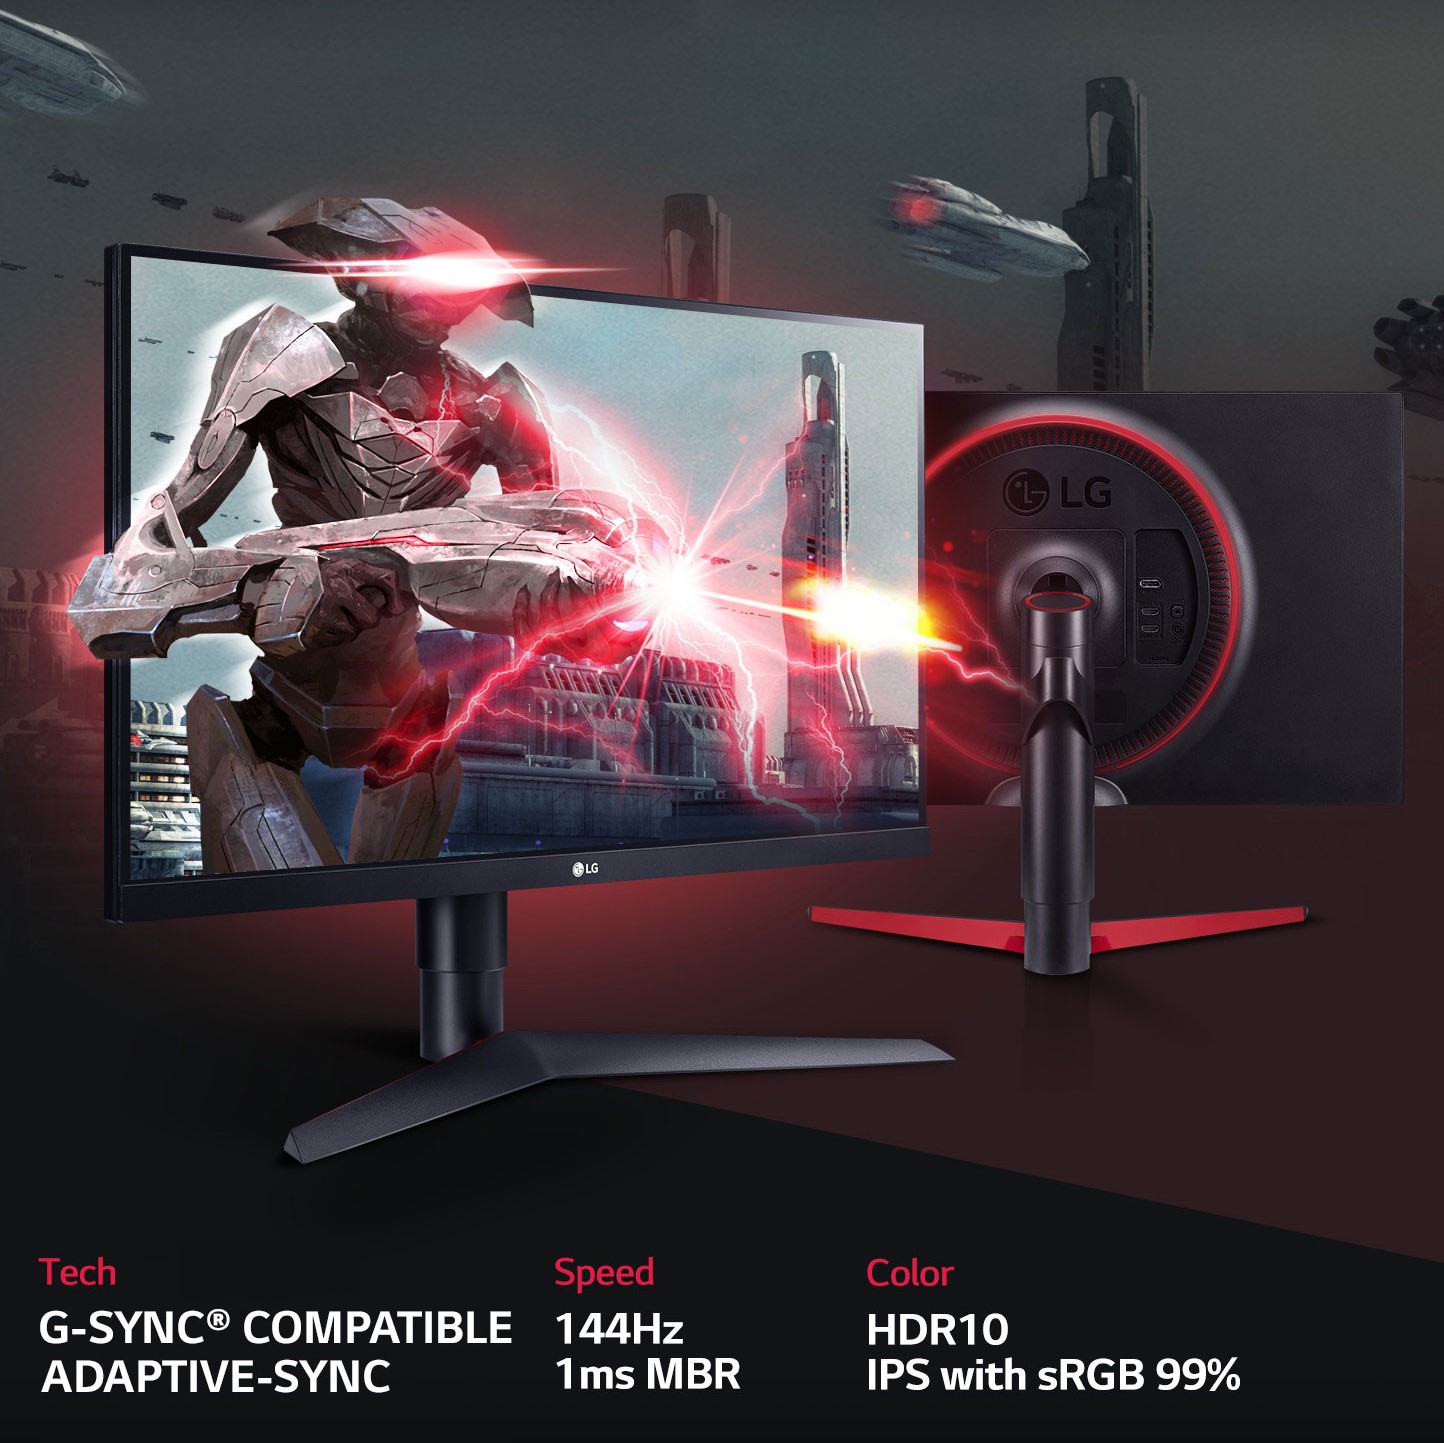 LG
LG
Tech
G-SYNC® COMPATIBLE
ADAPTIVE-SYNC
Speed
144Hz
1ms MBR
Color
HDR10
IPS with sRGB 99%